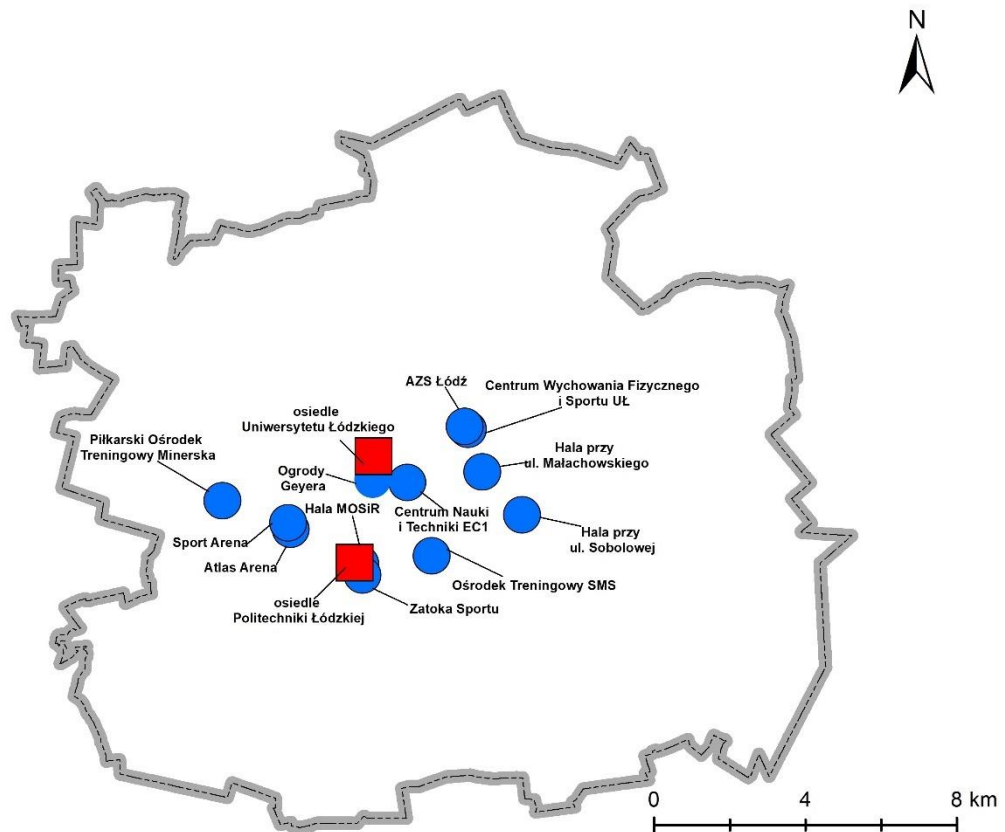 N
AZS Łódź
Centrum Wychowania Fizycznego
i Sportu UŁ
osiedle
Uniwersytetu Łódzkiego
Piłkarski Ośrodek
Treningowy Minerska
Hala przy
ul. Małachowskiego
Ogrody
Geyera
Hala MOSiR
Centrum Nauki
i Techniki EC1
Hala przy
ul. Sobolowej
Sport Arena
Atlas Arena
Ośrodek Treningowy SMS
osiedle
Politechniki Łódzkiej
Zatoka Sportu
0 4 8 km